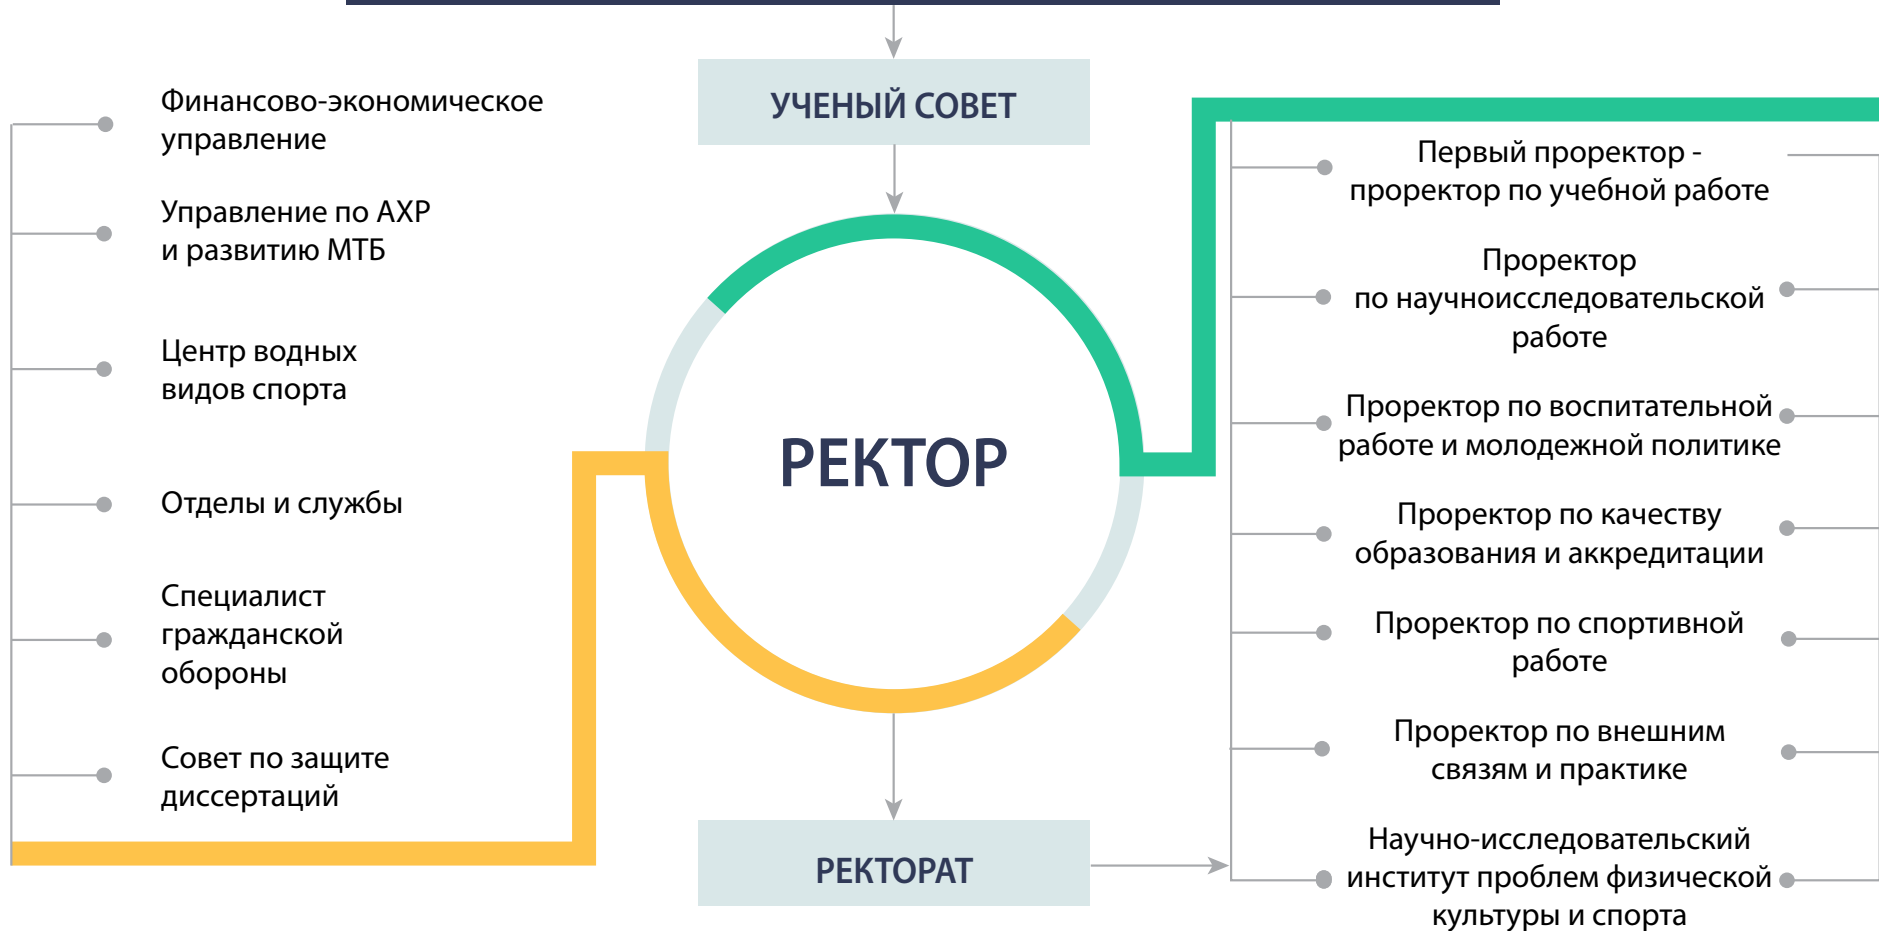 УЧЕНЫЙ СОВЕТ
Финансово-экономическое
управление
Управление по АХР
и развитию МТБ
Центр водных
видов спорта
Отделы и службы
Специалист
гражданской
обороны
Совет по защите
диссертаций
РЕКТОР
РЕКТОРАТ
Первый проректор -
проректор по учебной работе
Проректор
по научноисследовательской
работе
Проректор по воспитательной
работе и молодежной политике
Проректор по качеству
образования и аккредитации
Проректор по спортивной
работе
Проректор по внешним
связям и практике
Научно-исследовательский
институт проблем физической
культуры и спорта